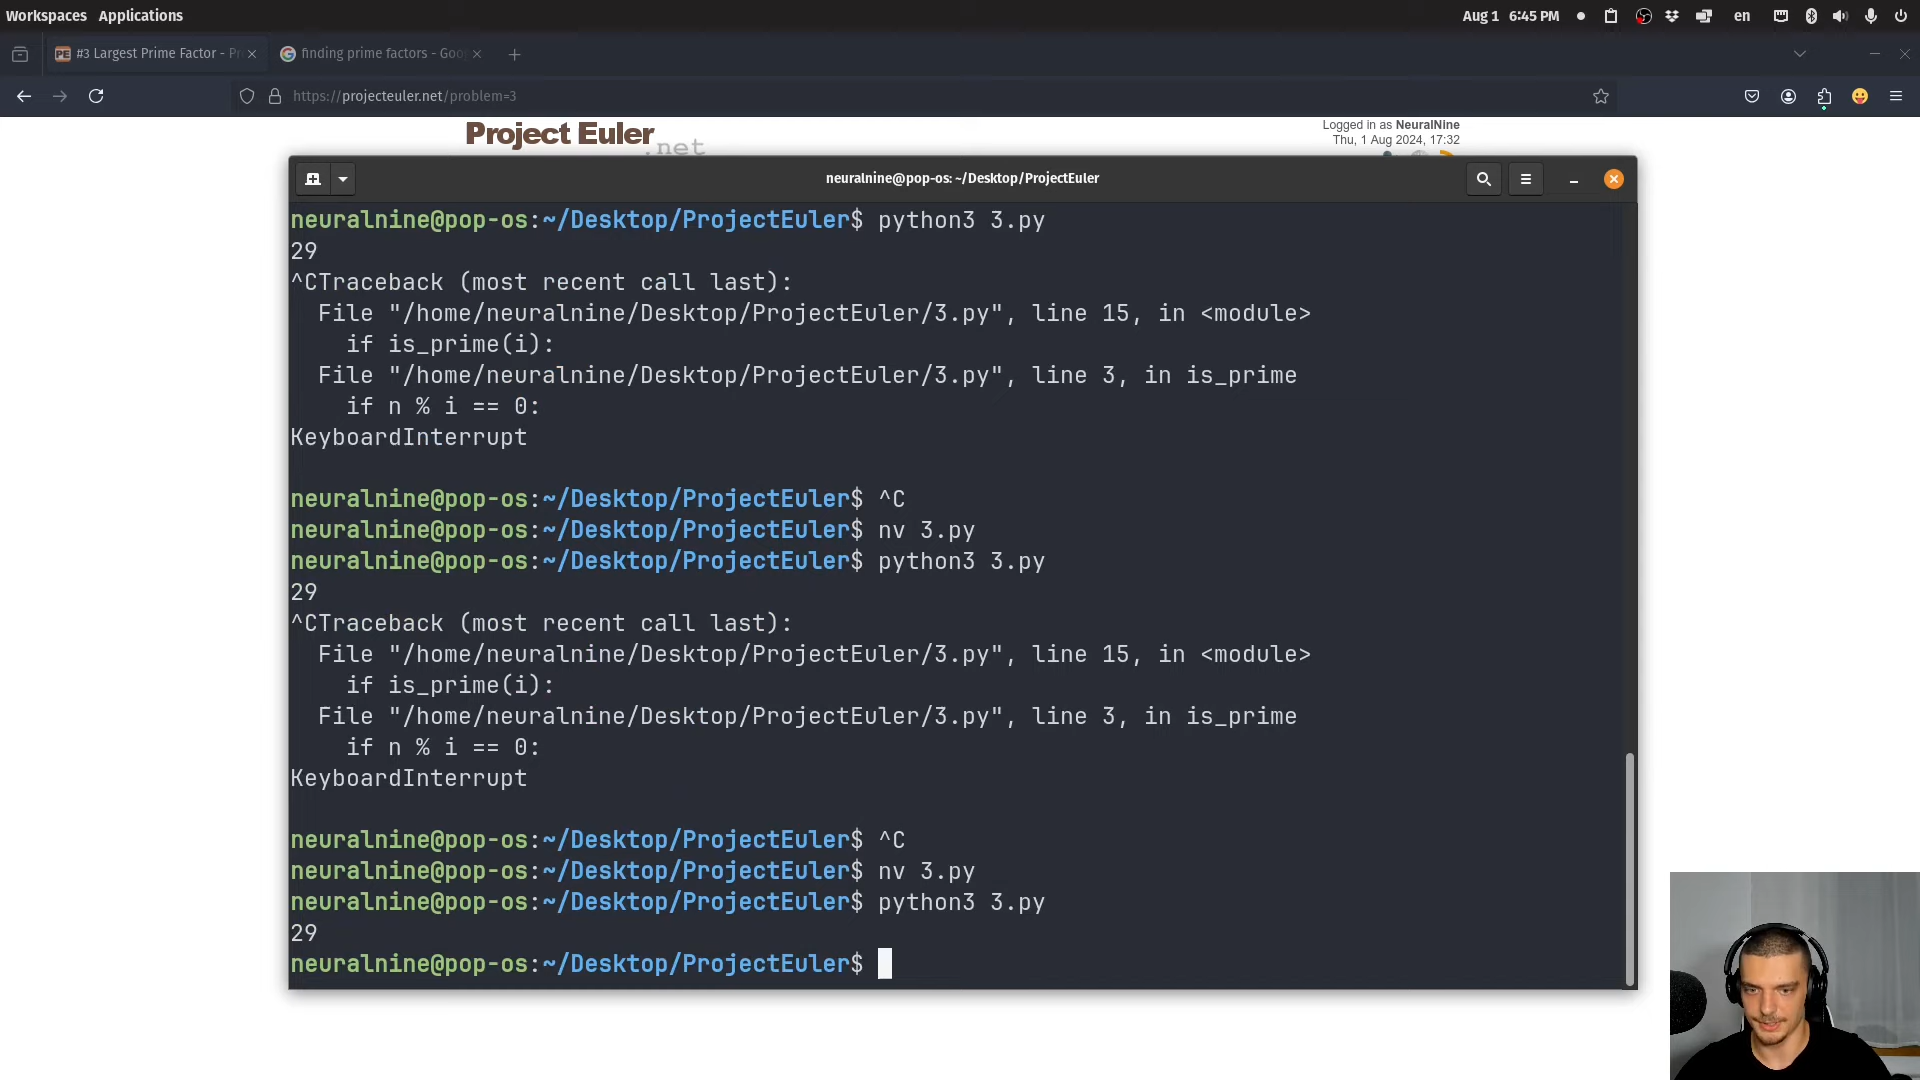 Workspaces Applications
Aug 1 6:45 PM
en
#3 Largest Prime Factor - P
finding prime factors - Goo
https://projecteuler.net/problem=3
Project Euler
.net
Logged in as NeuralNine
Thu, 1 Aug 2024, 17:32
neuralnine@pop-os: ~/Desktop/ProjectEuler
neuralnine@pop-os:~/Desktop/ProjectEuler$ python3 3.py
29
^CTraceback (most recent call last):
  File "/home/neuralnine/Desktop/ProjectEuler/3.py", line 15, in <module>
    if is_prime(i):
  File "/home/neuralnine/Desktop/ProjectEuler/3.py", line 3, in is_prime
    if n % i == 0:
KeyboardInterrupt
neuralnine@pop-os:~/Desktop/ProjectEuler$ ^C
neuralnine@pop-os:~/Desktop/ProjectEuler$ nv 3.py
neuralnine@pop-os:~/Desktop/ProjectEuler$ python3 3.py
29
^CTraceback (most recent call last):
  File "/home/neuralnine/Desktop/ProjectEuler/3.py", line 15, in <module>
    if is_prime(i):
  File "/home/neuralnine/Desktop/ProjectEuler/3.py", line 3, in is_prime
    if n % i == 0:
KeyboardInterrupt
neuralnine@pop-os:~/Desktop/ProjectEuler$ ^C
neuralnine@pop-os:~/Desktop/ProjectEuler$ nv 3.py
neuralnine@pop-os:~/Desktop/ProjectEuler$ python3 3.py
29
neuralnine@pop-os:~/Desktop/ProjectEuler$